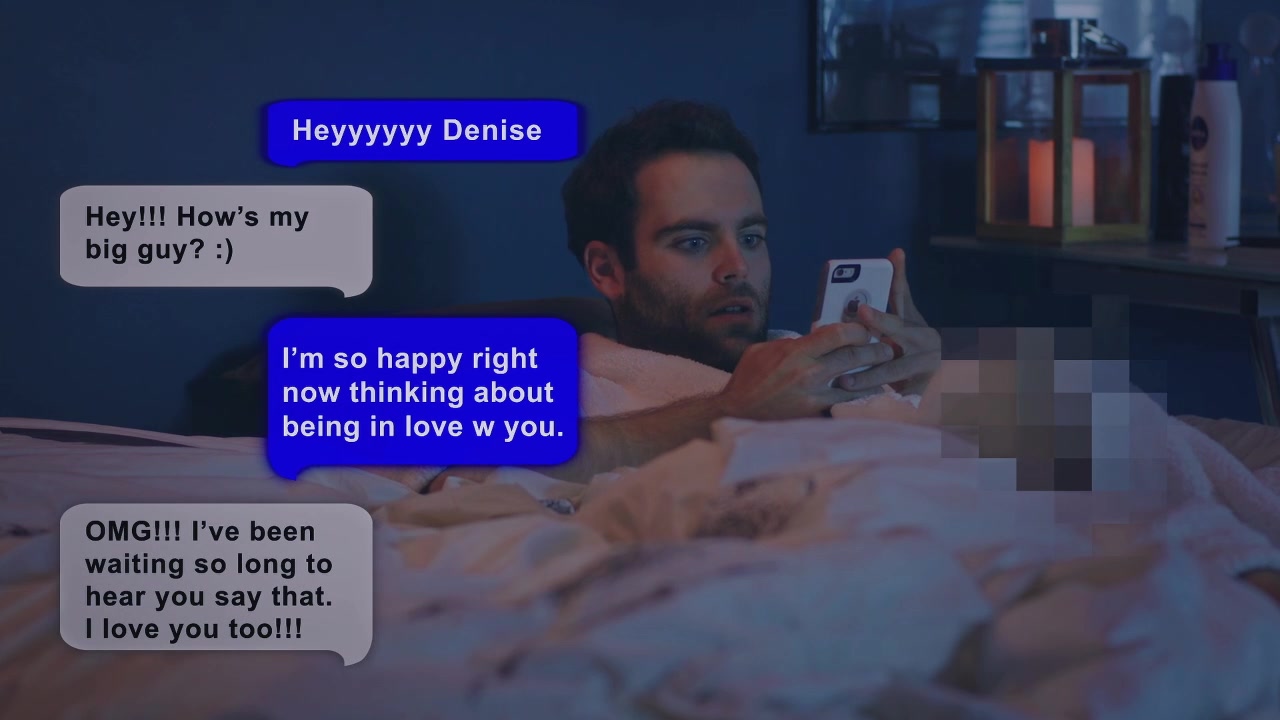 Heyyyyyy Denise
Hey!!! How’s my
big guy? :)
I’m so happy right
now thinking about
being in love w you.
OMG!!! I’ve been
waiting so long to
hear you say that.
I love you too!!!